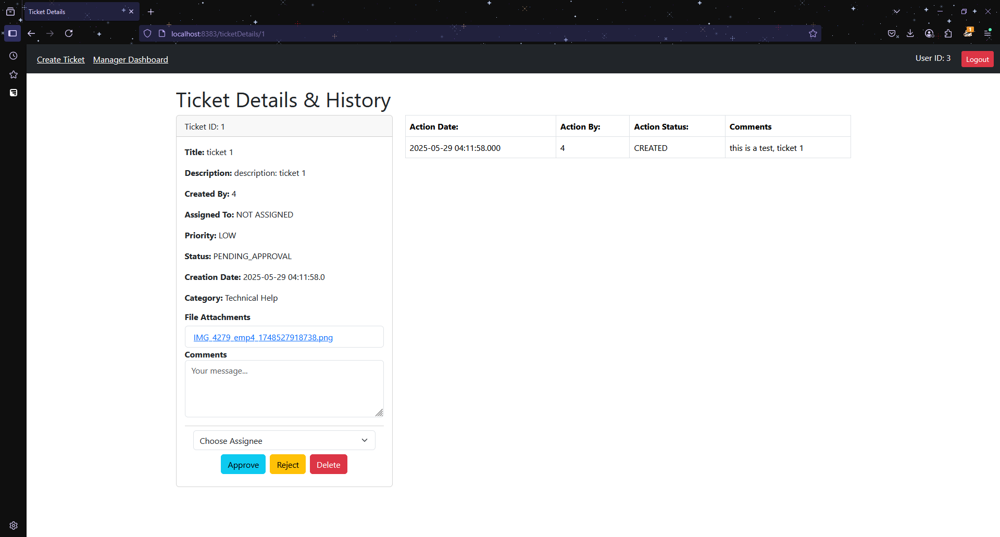 Ticket Details
localhost:8383/ticketDetails/1
1
Create Ticket Manager Dashboard User ID: 3 Logout
Ticket Details & History
Ticket ID: 1
Title: ticket 1
Description: description: ticket 1
Created By: 4
Assigned To: NOT ASSIGNED
Priority: LOW
Status: PENDING_APPROVAL
Creation Date: 2025-05-29 04:11:58.0
Category: Technical Help
File Attachments
IMG_4279_emp4_1748527918738.png
Comments
Your message...
Choose Assignee
Approve Reject Delete
Action Date: Action By: Action Status: Comments
2025-05-29 04:11:58.000 4 CREATED this is a test, ticket 1